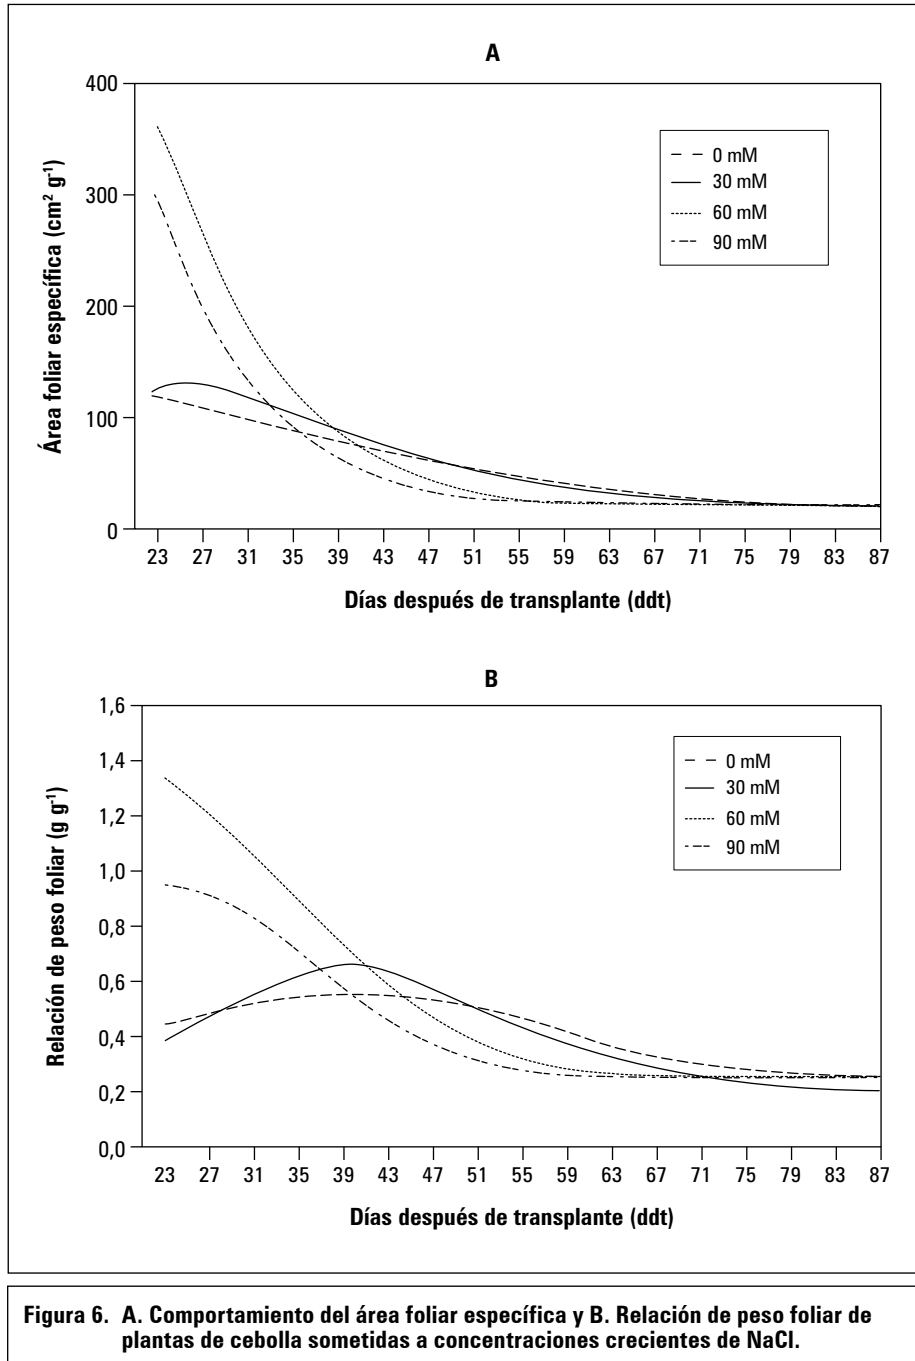 A
Área foliar específica (cm² g⁻¹)
400
300
200
100
0
0 mM
30 mM
60 mM
90 mM
23 27 31 35 39 43 47 51 55 59 63 67 71 75 79 83 87
Días después de transplante (ddt)
B
Relación de peso foliar (g g⁻¹)
1,6
1,4
1,2
1,0
0,8
0,6
0,4
0,2
0,0
0 mM
30 mM
60 mM
90 mM
23 27 31 35 39 43 47 51 55 59 63 67 71 75 79 83 87
Días después de transplante (ddt)
Figura 6. A. Comportamiento del área foliar específica y B. Relación de peso foliar de
plantas de cebolla sometidas a concentraciones crecientes de NaCl.